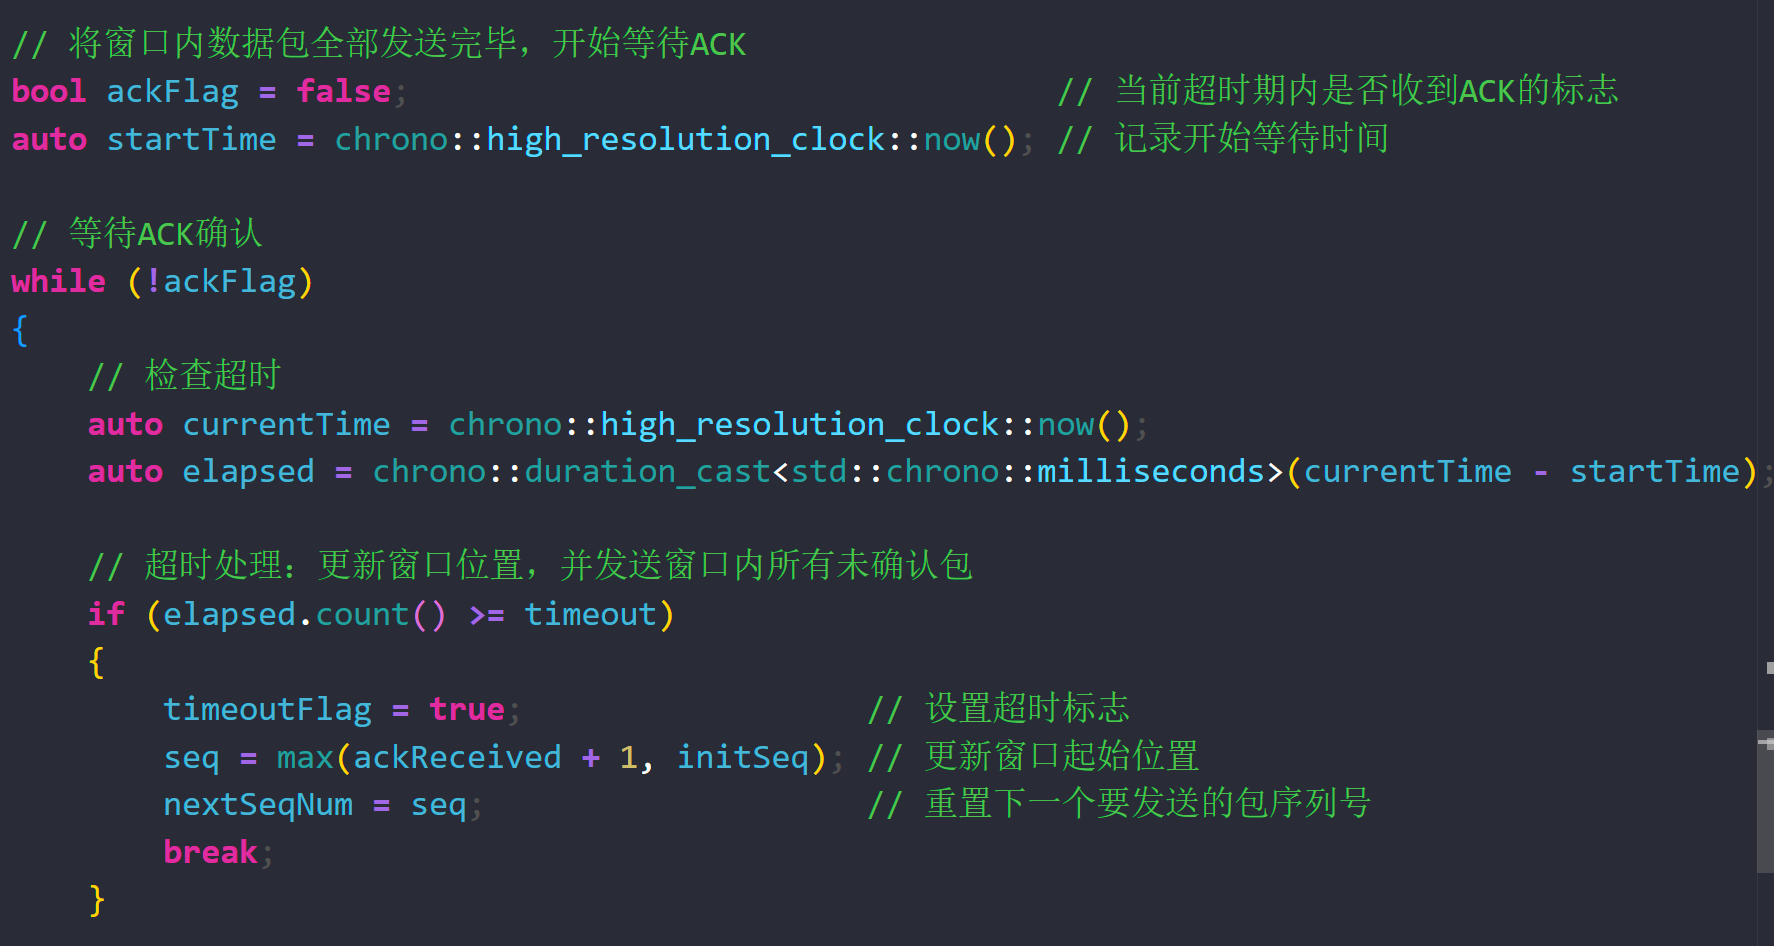 // 将窗口内数据包全部发送完毕，开始等待ACK
bool ackFlag = false; // 当前超时期内是否收到ACK的标志
auto startTime = chrono::high_resolution_clock::now(); // 记录开始等待时间
// 等待ACK确认
while (!ackFlag)
{
// 检查超时
auto currentTime = chrono::high_resolution_clock::now();
auto elapsed = chrono::duration_cast<std::chrono::milliseconds>(currentTime - startTime);
// 超时处理：更新窗口位置，并发送窗口内所有未确认包
if (elapsed.count() >= timeout)
{
timeoutFlag = true; // 设置超时标志
seq = max(ackReceived + 1, initSeq); // 更新窗口起始位置
nextSeqNum = seq; // 重置下一个要发送的包序列号
break;
}